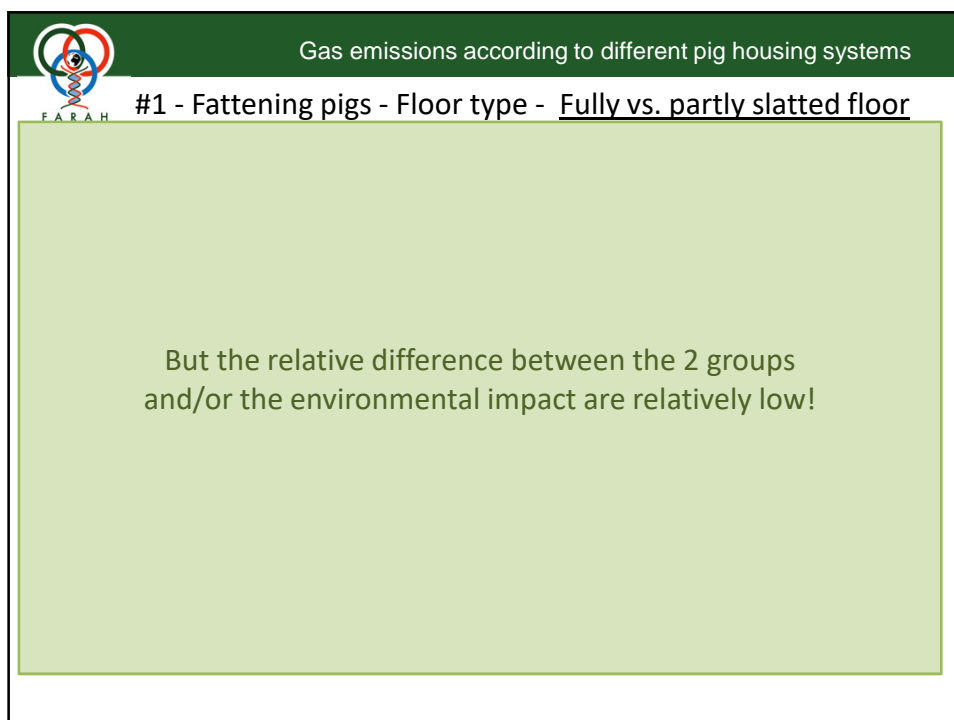 Gas emissions according to different pig housing systems
#1 - Fattening pigs - Floor type - Fully vs. partly slatted floor
FARAH
But the relative difference between the 2 groups
and/or the environmental impact are relatively low!